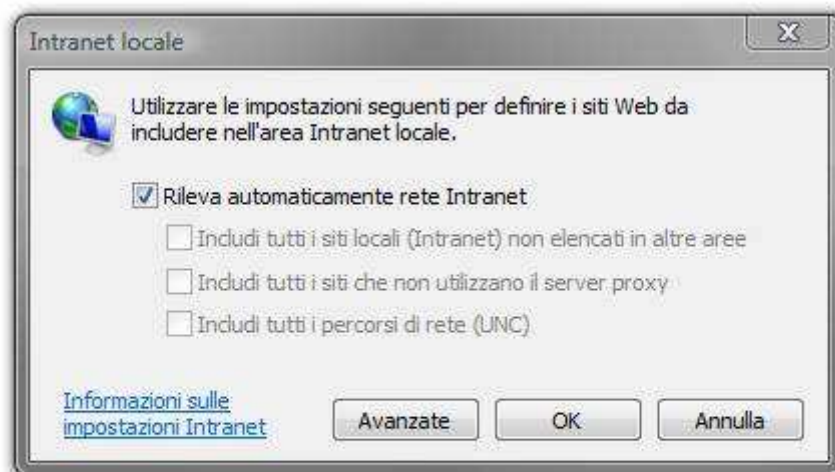 Intranet locale
Utilizzare le impostazioni seguenti per definire i siti Web da
includere nell'area Intranet locale.
Rileva automaticamente rete Intranet
Includi tutti i siti locali (Intranet) non elencati in altre aree
Includi tutti i siti che non utilizzano il server proxy
Includi tutti i percorsi di rete (UNC)
Informazioni sulle
impostazioni Intranet
Avanzate OK Annulla